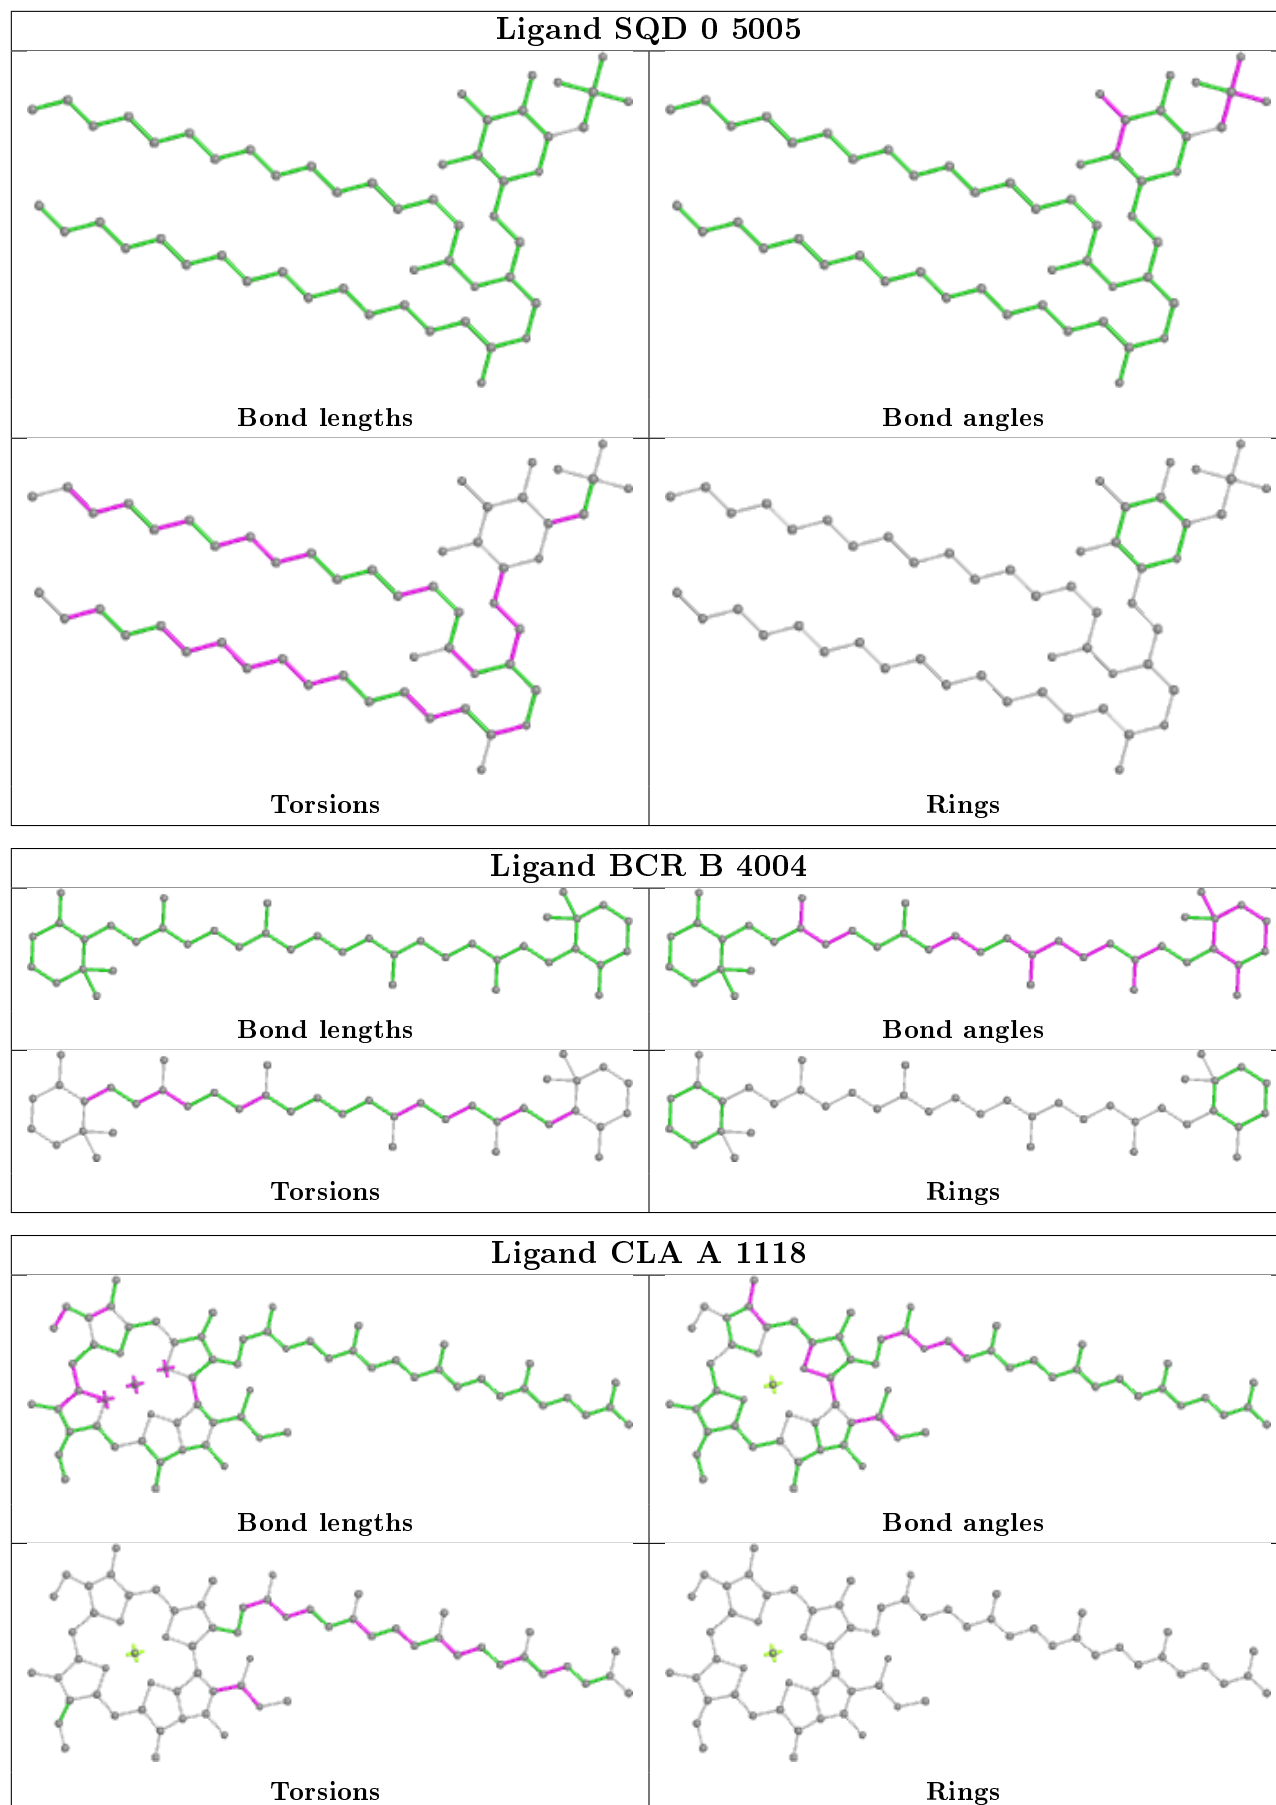 Ligand SQD 0 5005
Bond lengths
Bond angles
Torsions
Rings
Ligand BCR B 4004
Bond lengths
Bond angles
Torsions
Rings
Ligand CLA A 1118
Bond lengths
Bond angles
Torsions
Rings